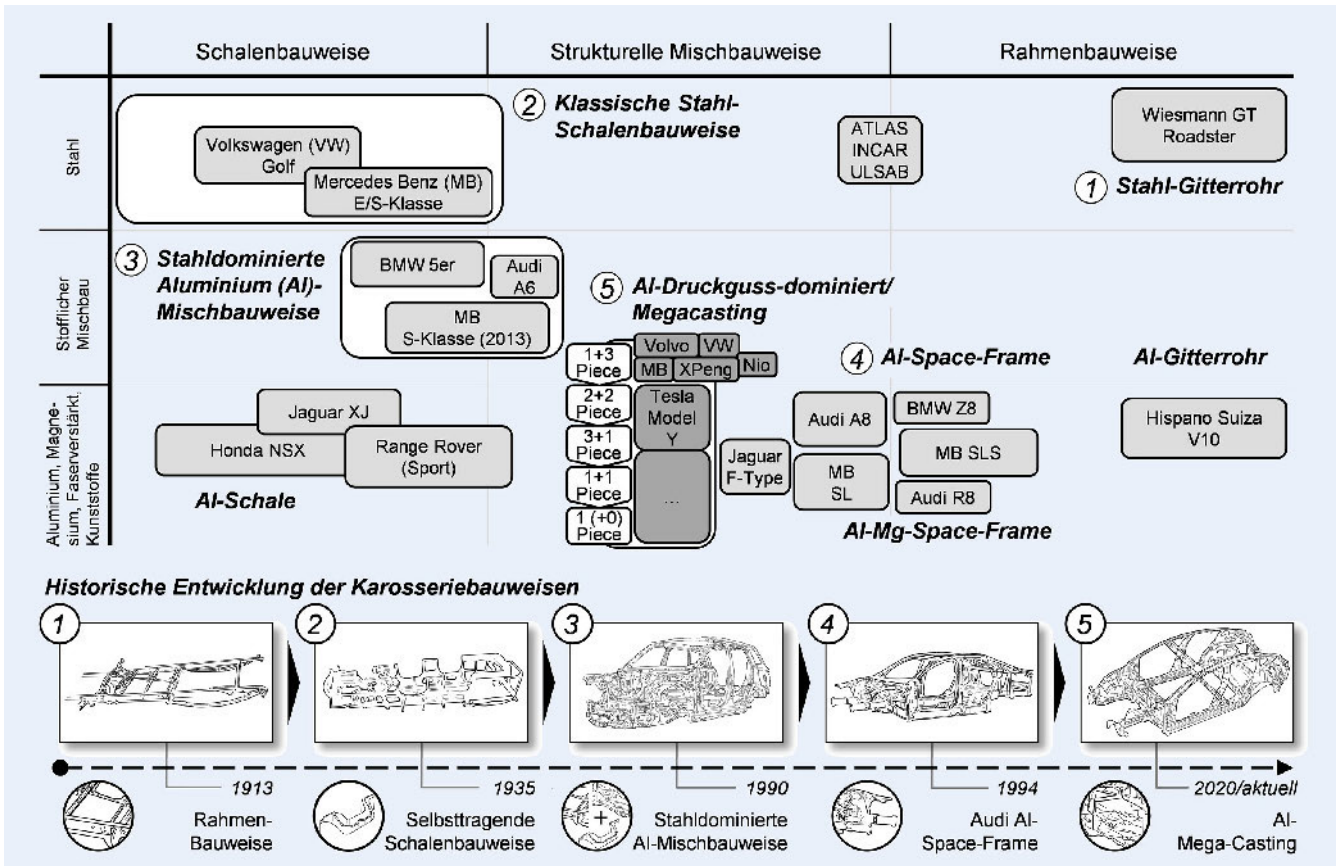 Schalenbauweise
Strukturelle Mischbauweise
Rahmenbauweise
Stahl
Volkswagen (VW)
Golf
Mercedes Benz (MB)
E/S-Klasse
2 Klassische Stahl-
Schalenbauweise
ATLAS
INCAR
ULSAB
Wiesmann GT
Roadster
1 Stahl-Gitterrohr
Stofflicher
Mischbau
3 Stahldominierte
Aluminium (Al)-
Mischbauweise
BMW 5er
Audi
A6
MB
S-Klasse (2013)
5 Al-Druckguss-dominiert/
Megacasting
1+3
Piece
Volvo
VW
MB
XPeng
Nio
4 Al-Space-Frame
Al-Gitterrohr
Aluminium, Magne-
sium, Faserverstärkt,
Kunststoffe
Jaguar XJ
Honda NSX
Range Rover
(Sport)
Al-Schale
2+2
Piece
3+1
Piece
1+1
Piece
1 (+0)
Piece
Tesla
Model
Y
...
Jaguar
F-Type
Audi A8
MB
SL
BMW Z8
MB SLS
Audi R8
Al-Mg-Space-Frame
Hispano Suiza
V10
Historische Entwicklung der Karosseriebauweisen
1
2
3
4
5
1913
1935
1990
1994
2020/aktuell
Rahmen-
Bauweise
Selbsttragende
Schalenbauweise
+
Stahldominierte
Al-Mischbauweise
Audi Al-
Space-Frame
Al-
Mega-Casting